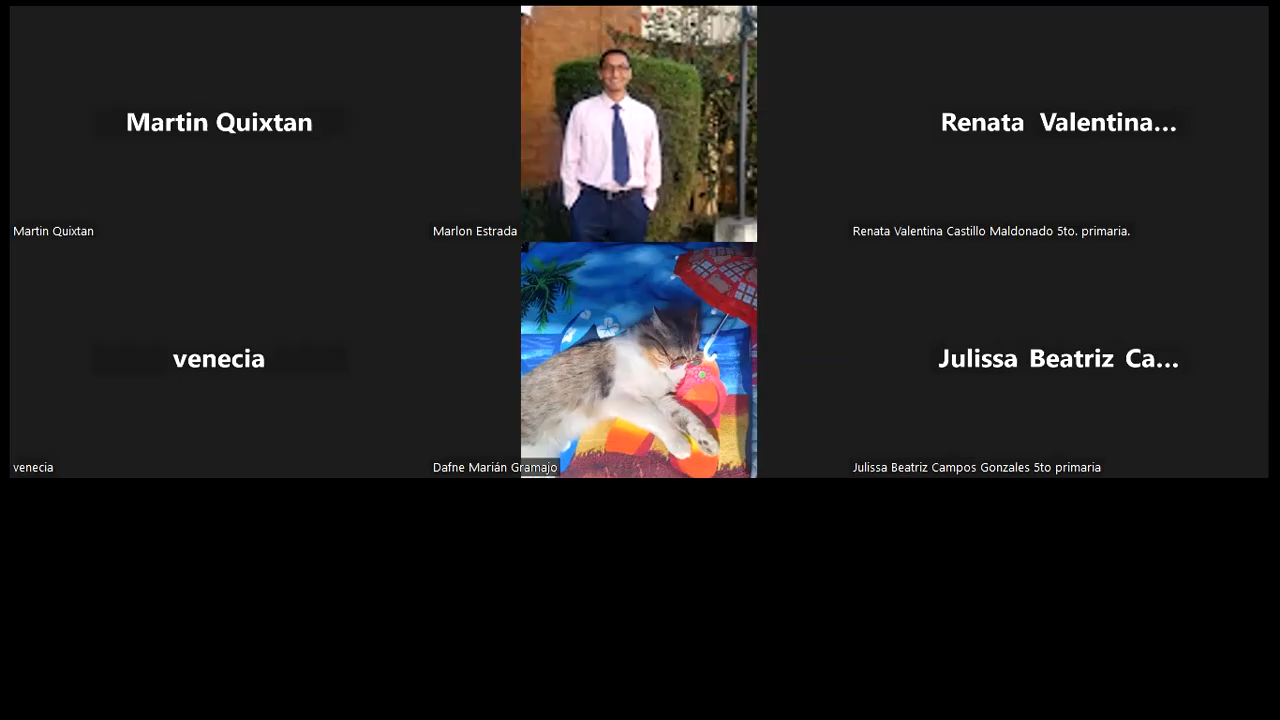 Martin Quixtan
Renata Valentina...
Martin Quixtan
Marlon Estrada
Renata Valentina Castillo Maldonado 5to. primaria.
venecia
Julissa Beatriz Ca...
venecia
Dafne Marián Gramajo
Julissa Beatriz Campos Gonzales 5to primaria